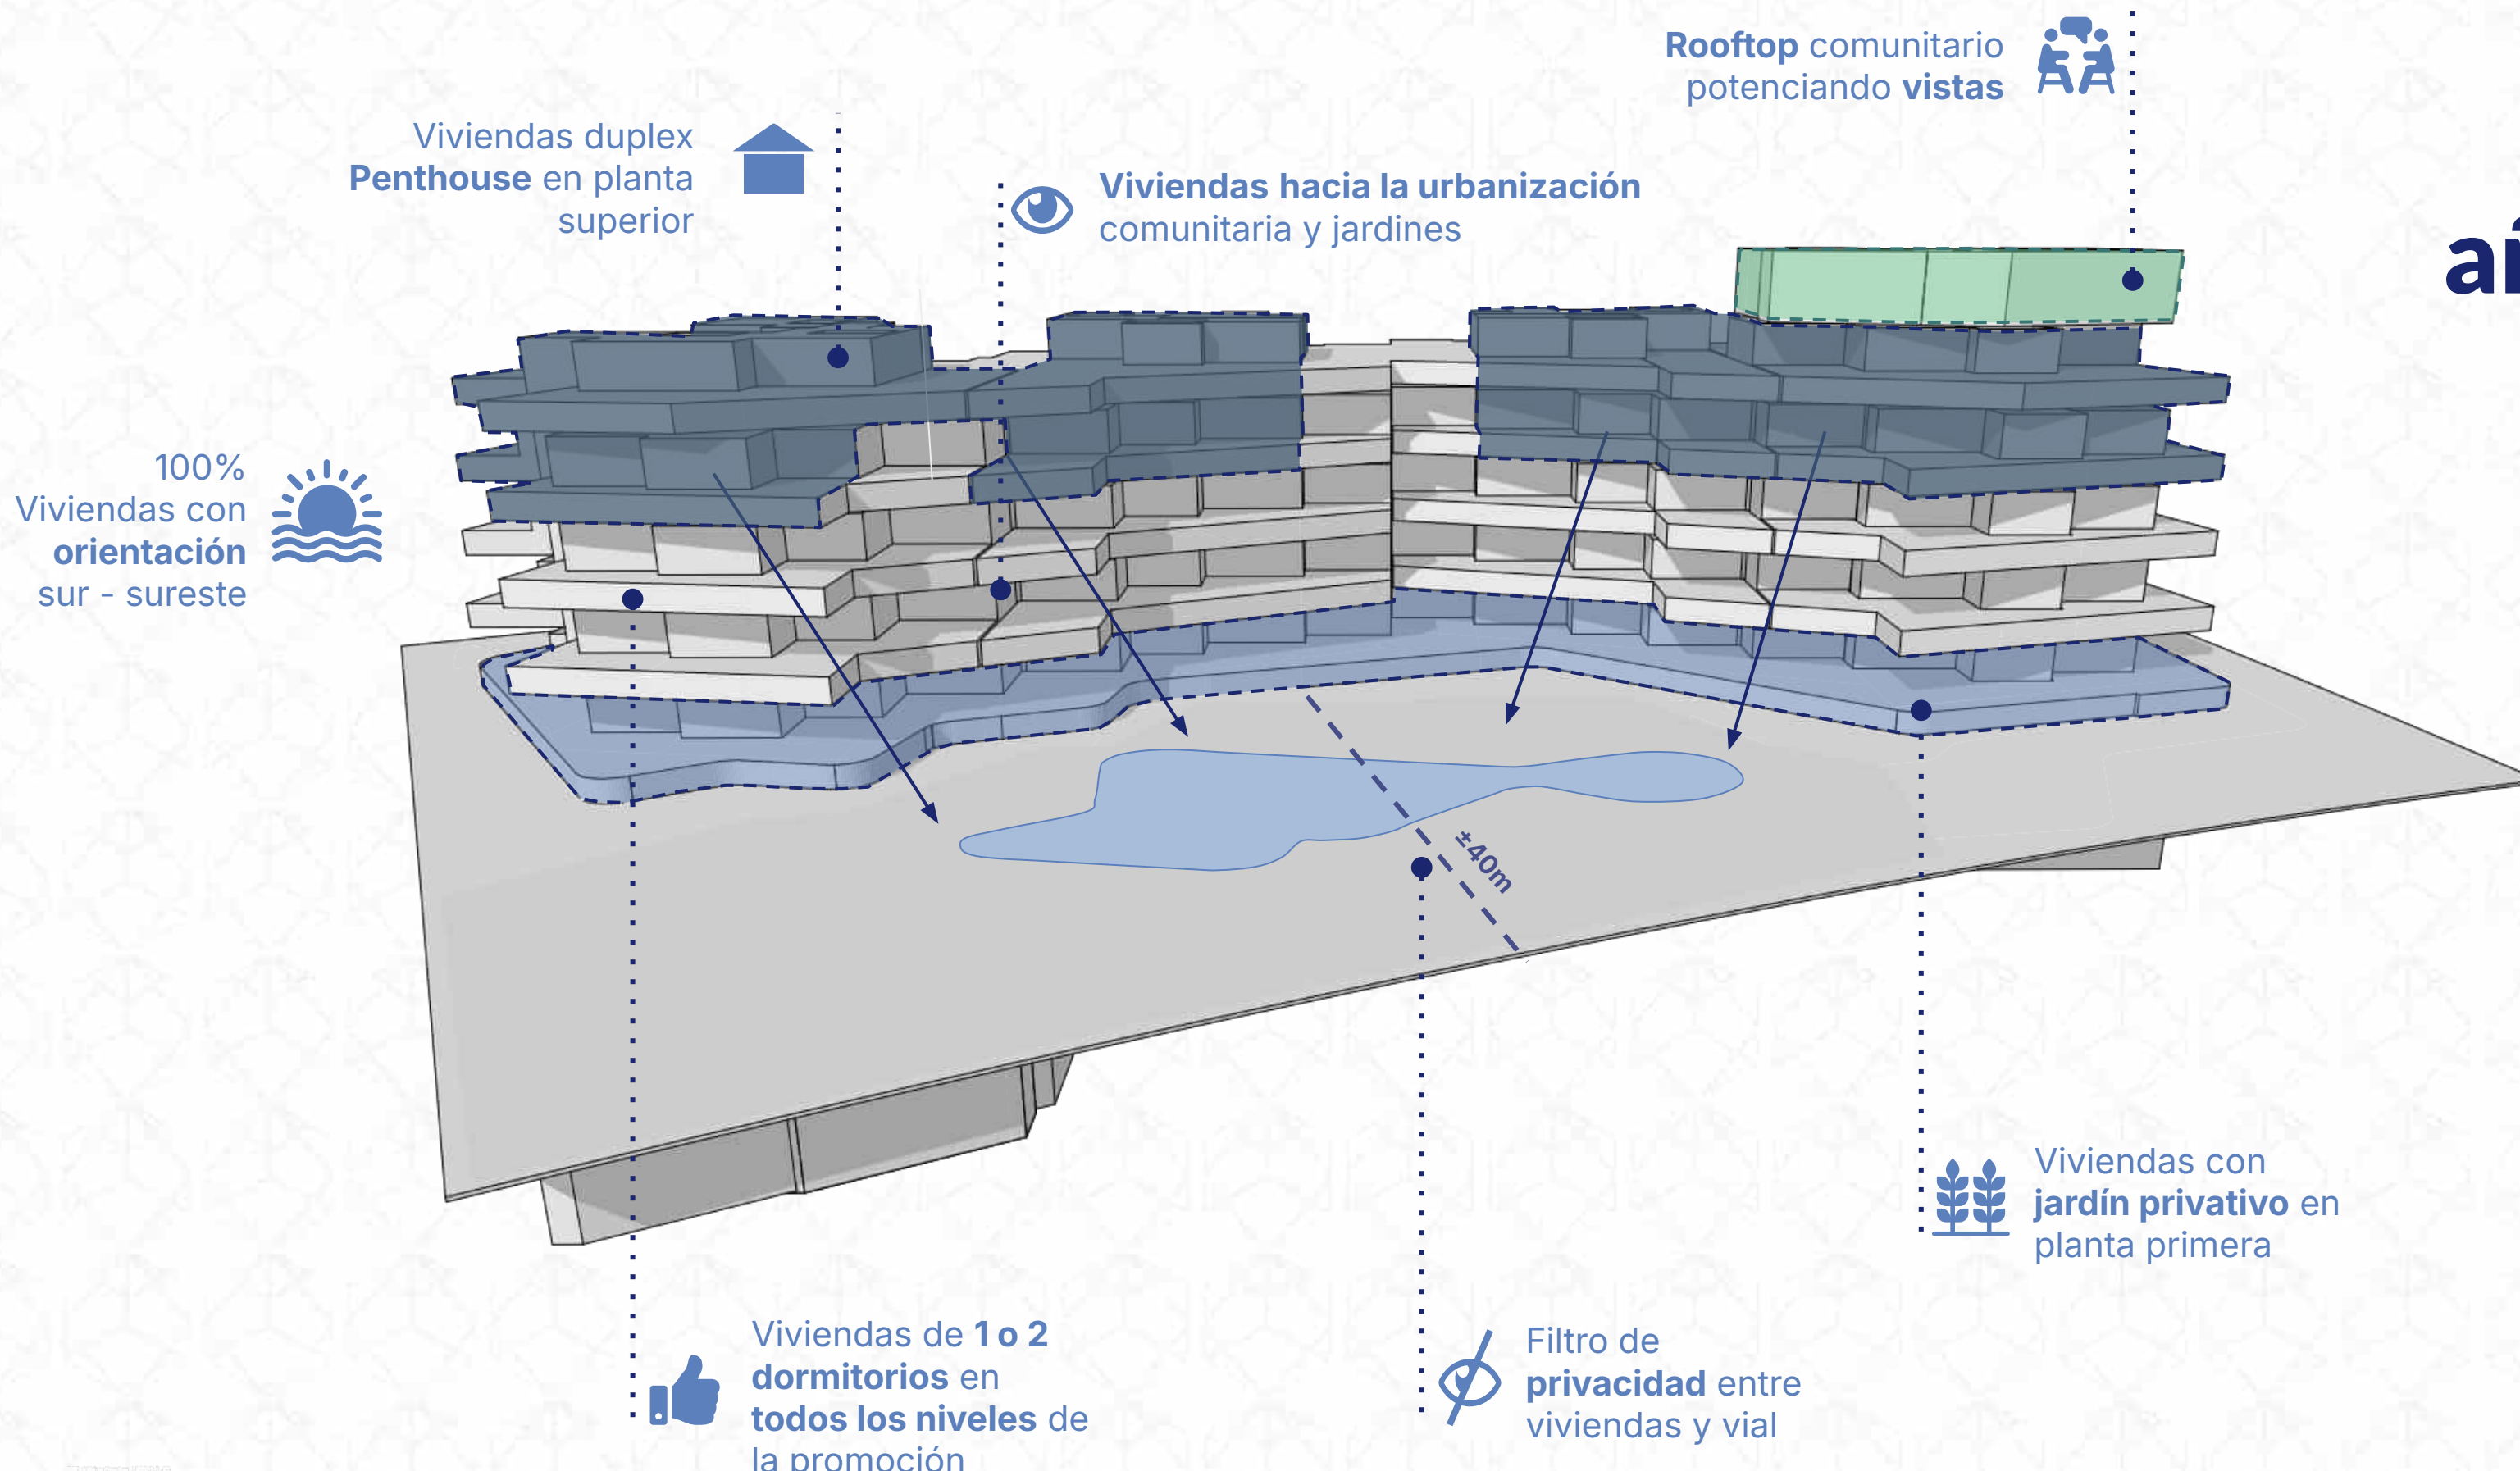 Rooftop comunitario
potenciando vistas
Viviendas duplex
Penthouse en planta
superior
Viviendas hacia la urbanización
comunitaria y jardines
100%
Viviendas con
orientación
sur - sureste
±40m
Viviendas con
jardín privativo en
planta primera
Viviendas de 1 o 2
dormitorios en
todos los niveles de
la promoción
Filtro de
privacidad entre
viviendas y vial